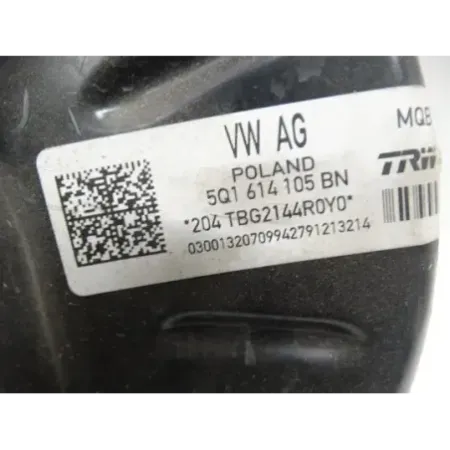 VW AG
MQB
POLAND
TRW
5Q1 614 105 BN
*204 TBG2144R0Y0*
03001320709942791213214